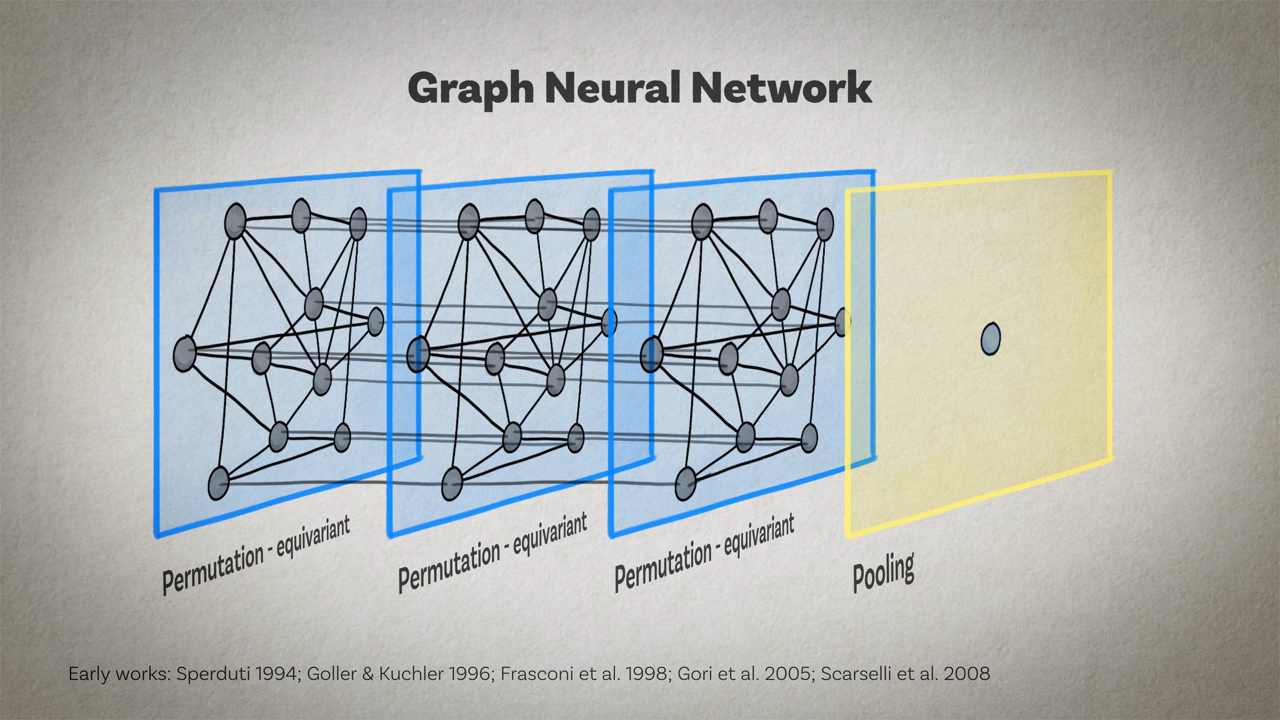 Graph Neural Network
Permutation - equivariant
Permutation - equivariant
Permutation - equivariant
Pooling
Early works: Sperduti 1994; Goller & Kuchler 1996; Frasconi et al. 1998; Gori et al. 2005; Scarselli et al. 2008